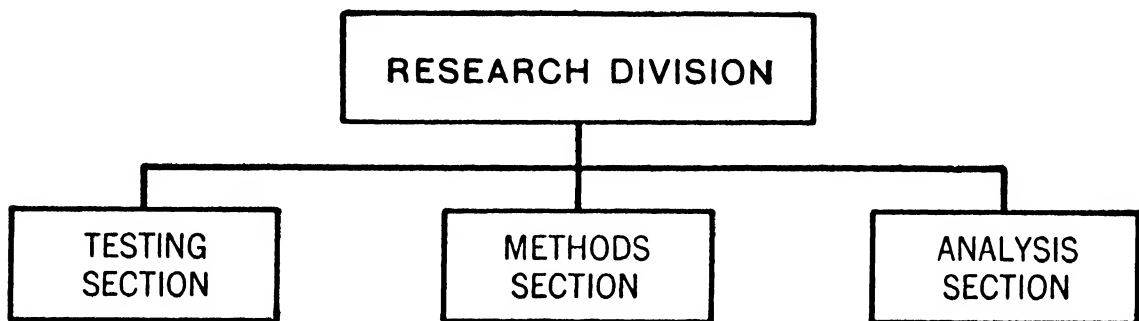 RESEARCH DIVISION
TESTING
SECTION
METHODS
SECTION
ANALYSIS
SECTION